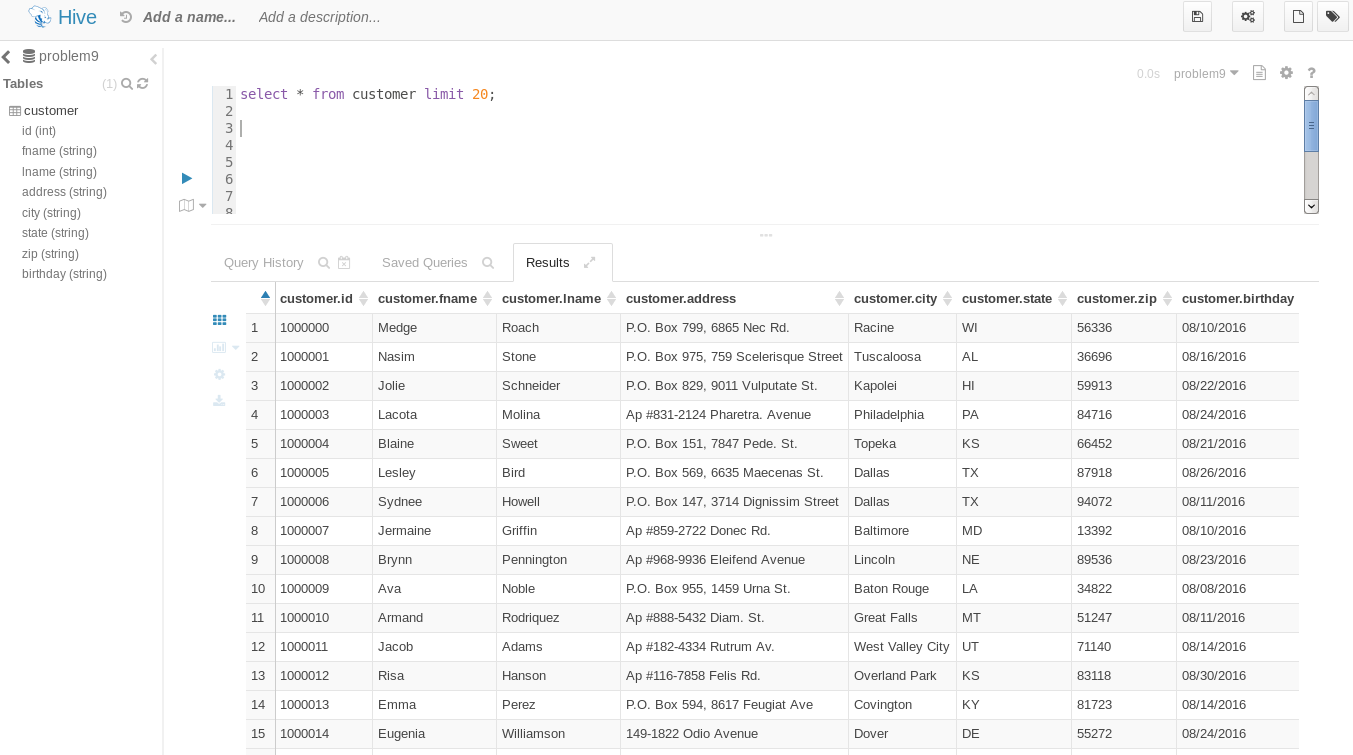 Hive Add a name... Add a description...
problem9
Tables (1)
customer
id (int)
fname (string)
lname (string)
address (string)
city (string)
state (string)
zip (string)
birthday (string)
0.0s problem9 ?
1 select * from customer limit 20;
2
3
4
5
6
7
8
Query History Saved Queries Results
customer.id customer.fname customer.lname customer.address customer.city customer.state customer.zip customer.birthday
1 1000000 Medge Roach P.O. Box 799, 6865 Nec Rd. Racine WI 56336 08/10/2016
2 1000001 Nasim Stone P.O. Box 975, 759 Scelerisque Street Tuscaloosa AL 36696 08/16/2016
3 1000002 Jolie Schneider P.O. Box 829, 9011 Vulputate St. Kapolei HI 59913 08/22/2016
4 1000003 Lacota Molina Ap #831-2124 Pharetra. Avenue Philadelphia PA 84716 08/24/2016
5 1000004 Blaine Sweet P.O. Box 151, 7847 Pede. St. Topeka KS 66452 08/21/2016
6 1000005 Lesley Bird P.O. Box 569, 6635 Maecenas St. Dallas TX 87918 08/26/2016
7 1000006 Sydnee Howell P.O. Box 147, 3714 Dignissim Street Dallas TX 94072 08/11/2016
8 1000007 Jermaine Griffin Ap #859-2722 Donec Rd. Baltimore MD 13392 08/10/2016
9 1000008 Brynn Pennington Ap #968-9936 Eleifend Avenue Lincoln NE 89536 08/23/2016
10 1000009 Ava Noble P.O. Box 955, 1459 Urna St. Baton Rouge LA 34822 08/08/2016
11 1000010 Armand Rodriquez Ap #888-5432 Diam. St. Great Falls MT 51247 08/11/2016
12 1000011 Jacob Adams Ap #182-4334 Rutrum Av. West Valley City UT 71140 08/14/2016
13 1000012 Risa Hanson Ap #116-7858 Felis Rd. Overland Park KS 83118 08/30/2016
14 1000013 Emma Perez P.O. Box 594, 8617 Feugiat Ave Covington KY 81723 08/14/2016
15 1000014 Eugenia Williamson 149-1822 Odio Avenue Dover DE 55272 08/24/2016